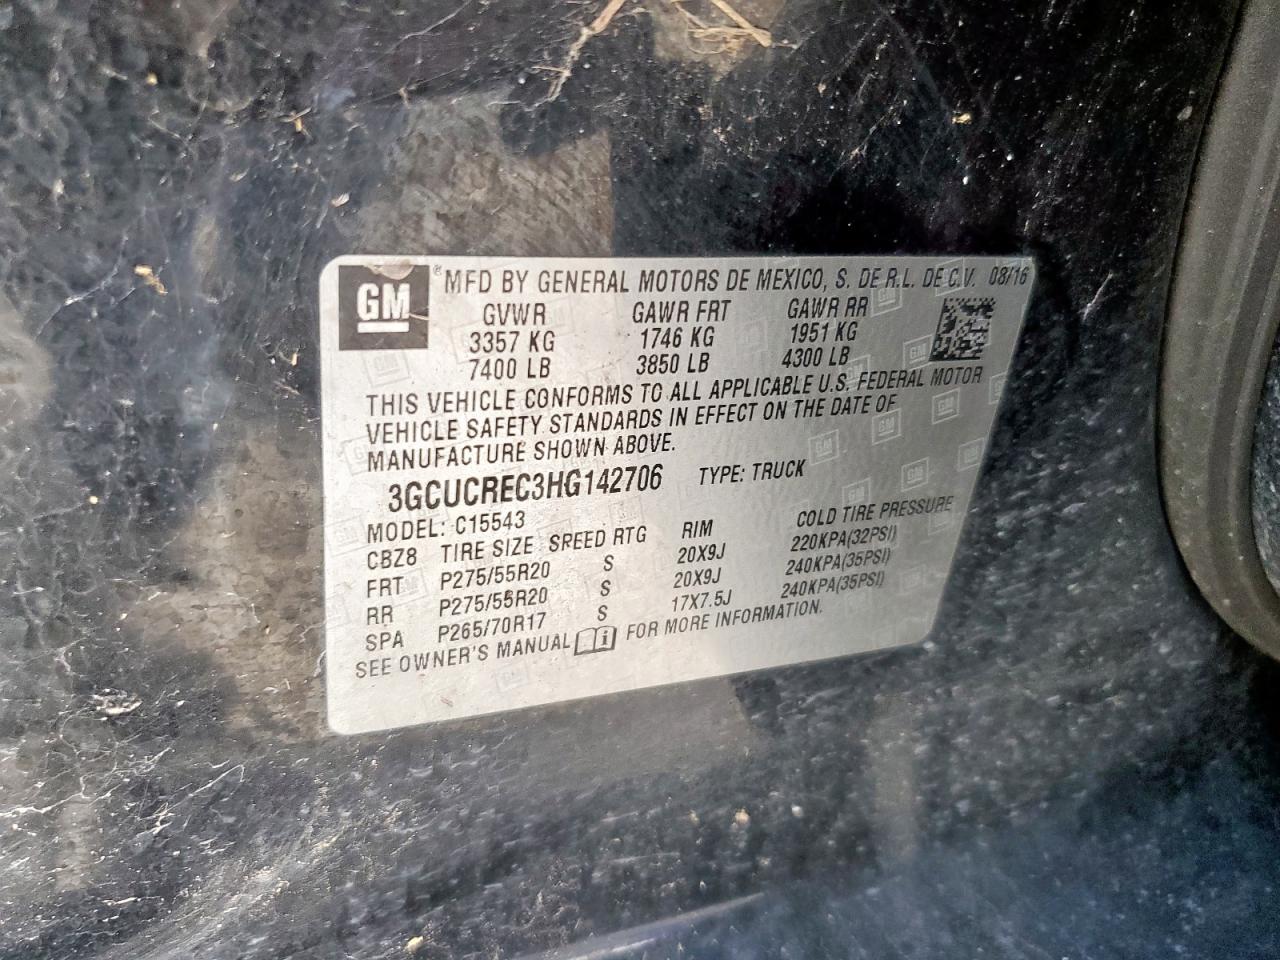 GM ® MFD BY GENERAL MOTORS DE MEXICO, S. DE R.L. DE C.V. 08/16
GVWR GAWR FRT GAWR RR
3357 KG 1746 KG 1951 KG
7400 LB 3850 LB 4300 LB
THIS VEHICLE CONFORMS TO ALL APPLICABLE U.S. FEDERAL MOTOR
VEHICLE SAFETY STANDARDS IN EFFECT ON THE DATE OF
MANUFACTURE SHOWN ABOVE.
3GCUCREC3HG142706 TYPE: TRUCK
MODEL: C15543
CBZ8 TIRE SIZE SPEED RTG RIM COLD TIRE PRESSURE
FRT P275/55R20 S 20X9J 220KPA(32PSI)
RR P275/55R20 S 20X9J 240KPA(35PSI)
SPA P265/70R17 S 17X7.5J 240KPA(35PSI)
SEE OWNER'S MANUAL FOR MORE INFORMATION.